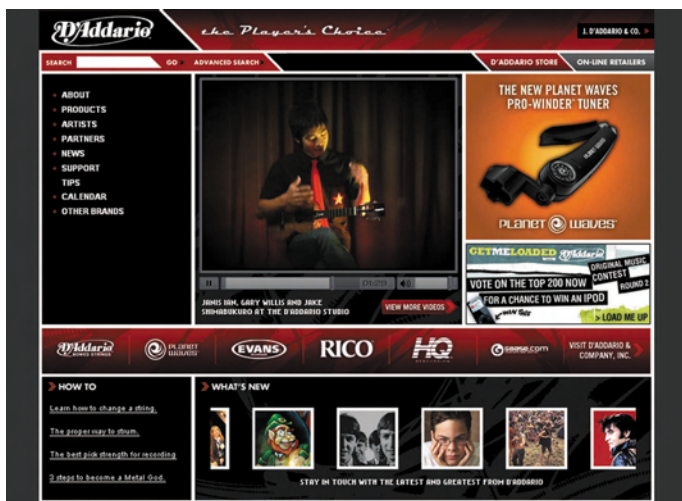 D'Addario
the Player's Choice
J. D'ADDARIO & CO.
SEARCH
GO
ADVANCED SEARCH
D'ADDARIO STORE
ON-LINE RETAILERS
ABOUT
PRODUCTS
ARTISTS
PARTNERS
NEWS
SUPPORT
TIPS
CALENDAR
OTHER BRANDS
01:29
JANIS IAN, GARY WILLIS AND JAKE
SHIMABUKURO AT THE D'ADDARIO STUDIO
VIEW MORE VIDEOS
THE NEW PLANET WAVES
PRO-WINDER™ TUNER
PLANET WAVES
GETMELOADED D'Addario
ORIGINAL MUSIC
CONTEST
ROUND 2
VOTE ON THE TOP 200 NOW
FOR A CHANCE TO WIN AN IPOD
> LOAD ME UP
D'Addario
BOWED STRINGS
PLANET
WAVES
EVANS
RICO
HQ
PERCUSSION
VISIT D'ADDARIO &
COMPANY, INC.
HOW TO
Learn how to change a string.
The proper way to strum.
The best pick strength for recording
3 steps to become a Metal God.
WHAT'S NEW
STAY IN TOUCH WITH THE LATEST AND GREATEST FROM D'ADDARIO